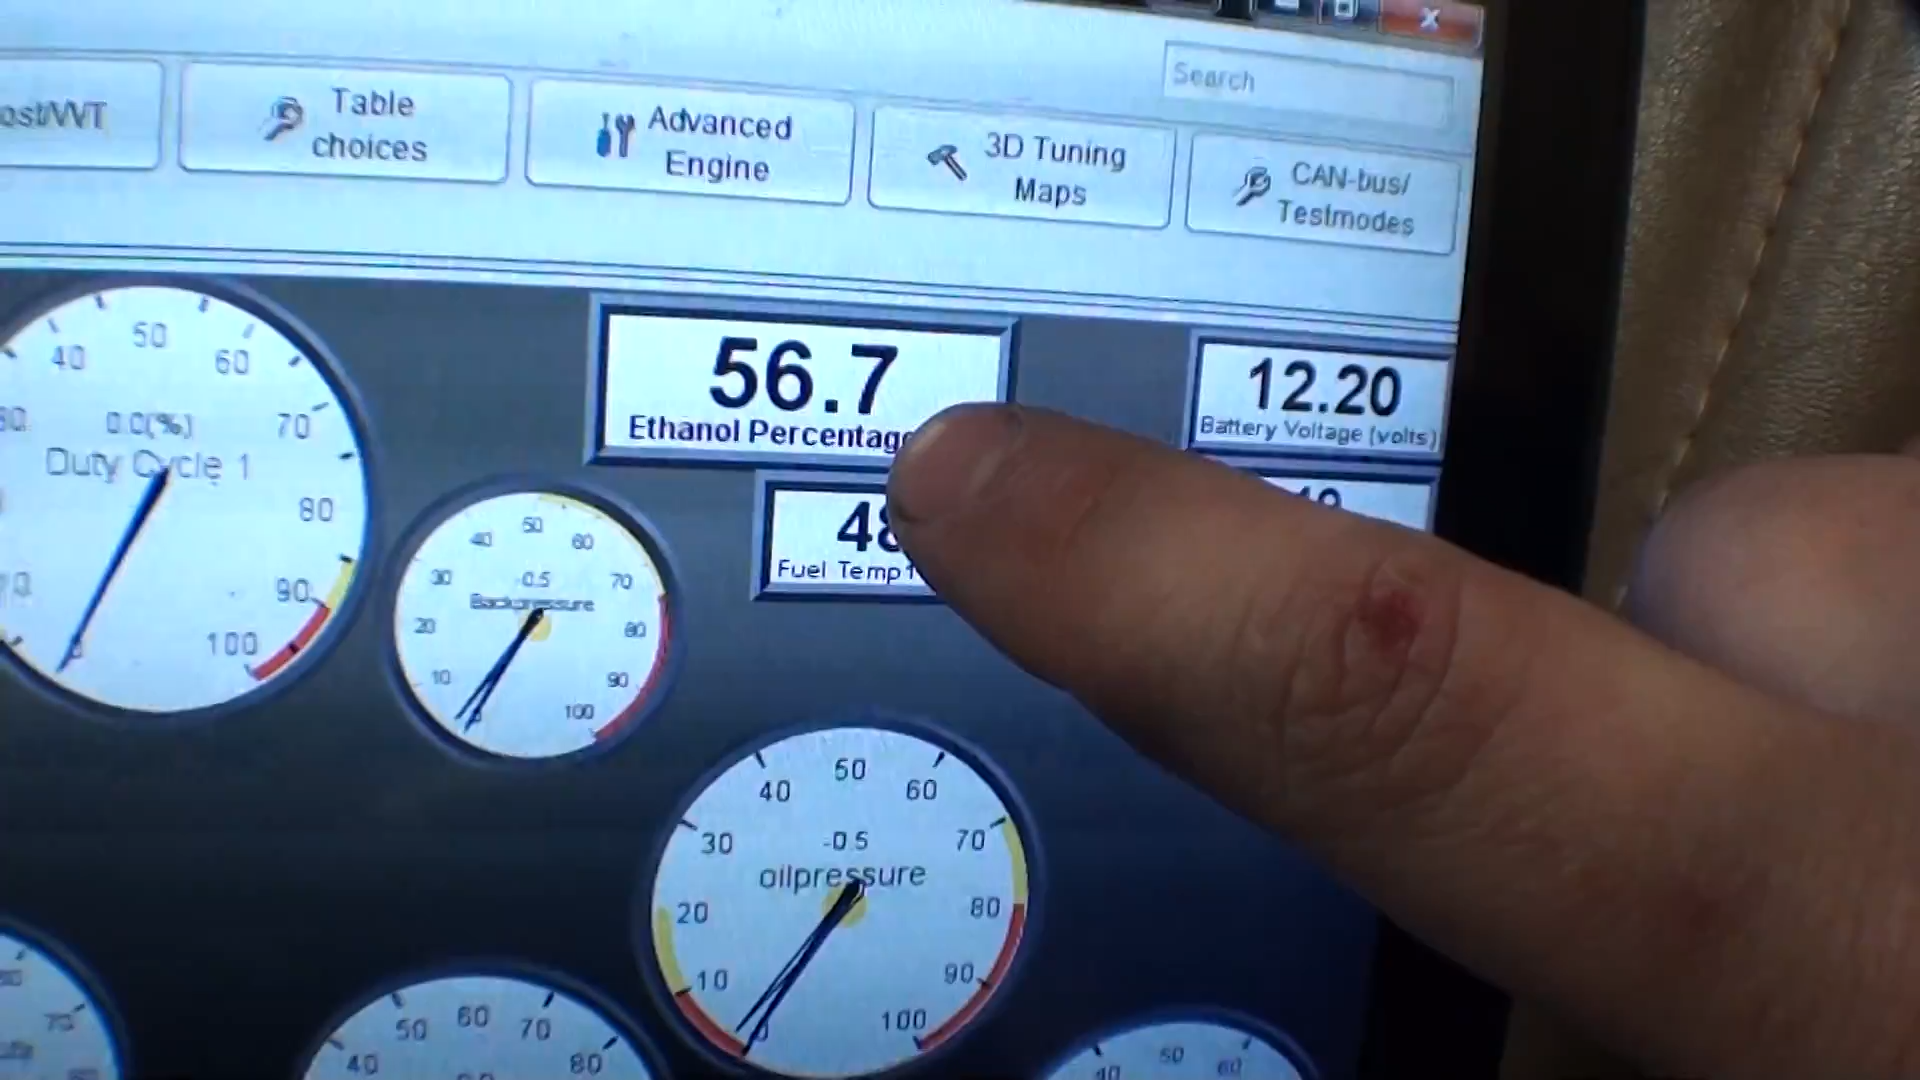 Search
ost/VVT
Table
choices
Advanced
Engine
3D Tuning
Maps
CAN-bus/
Testmodes
56.7
Ethanol Percentage
12.20
Battery Voltage (volts)
48
Fuel Temp1
40
50
60
70
80
90
100
0.0(%)
Duty Cycle 1
10
20
30
40
50
60
70
80
90
100
-0.5
Backpressure
10
20
30
40
50
60
70
80
90
100
-0.5
oilpressure
40
50
60
70
80
40
50
60